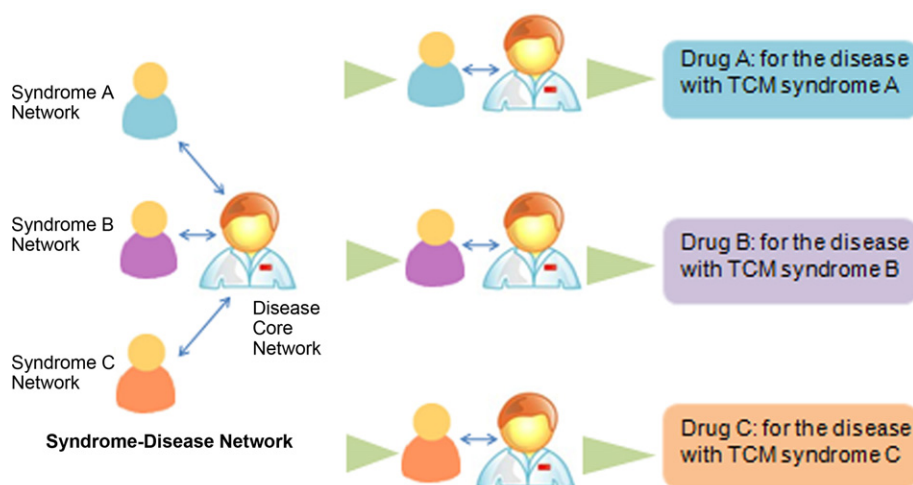 Syndrome A
Network
Syndrome B
Network
Syndrome C
Network
Disease
Core
Network
Syndrome-Disease Network
Drug A: for the disease
with TCM syndrome A
Drug B: for the disease
with TCM syndrome B
Drug C: for the disease
with TCM syndrome C